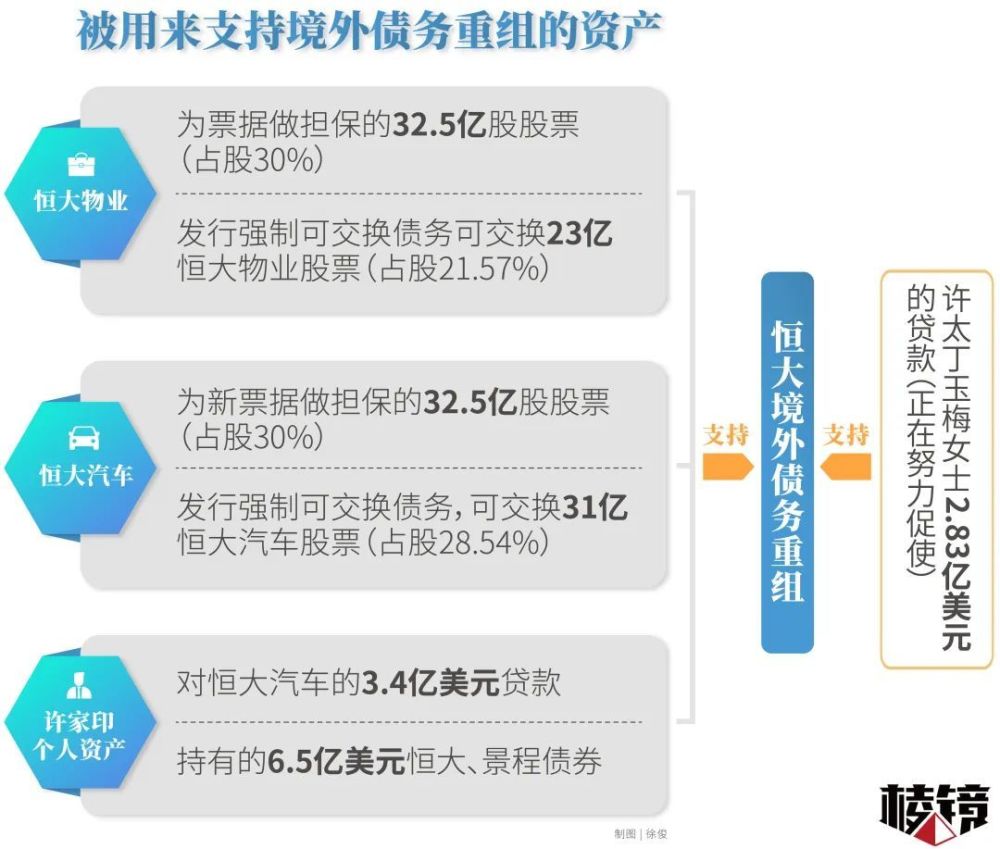 被用来支持境外债务重组的资产
恒大物业
为票据做担保的32.5亿股股票
（占股30%）
发行强制可交换债务可交换23亿
恒大物业股票（占股21.57%）
恒大汽车
为新票据做担保的32.5亿股股票
（占股30%）
发行强制可交换债务，可交换31亿
恒大汽车股票（占股28.54%）
许家印
个人资产
对恒大汽车的3.4亿美元贷款
持有的6.5亿美元恒大、景程债券
支持
恒大境外债务重组
支持
许太丁玉梅女士2.83亿美元
的贷款（正在努力促使）
制图 | 徐俊
棱镜